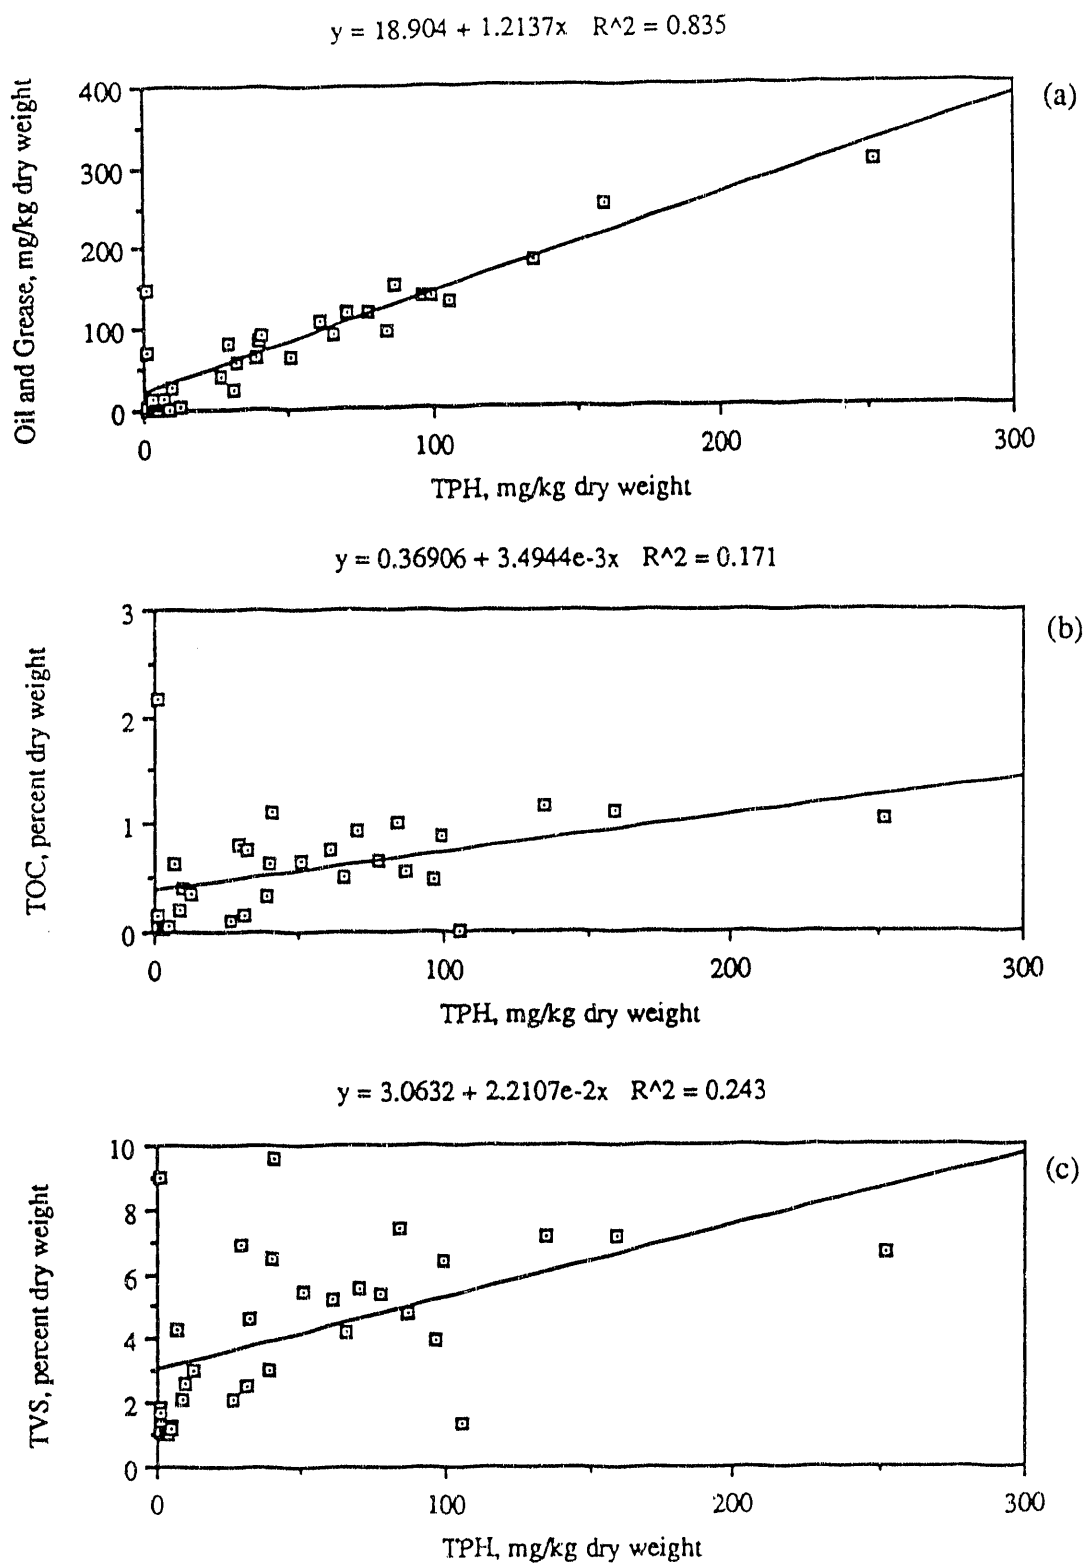 y = 18.904 + 1.2137x R^2 = 0.835
(a)
Oil and Grease, mg/kg dry weight
400
300
200
100
0
0 100 200 300
TPH, mg/kg dry weight
y = 0.36906 + 3.4944e-3x R^2 = 0.171
(b)
TOC, percent dry weight
3
2
1
0
0 100 200 300
TPH, mg/kg dry weight
y = 3.0632 + 2.2107e-2x R^2 = 0.243
(c)
TVS, percent dry weight
10
8
6
4
2
0
0 100 200 300
TPH, mg/kg dry weight